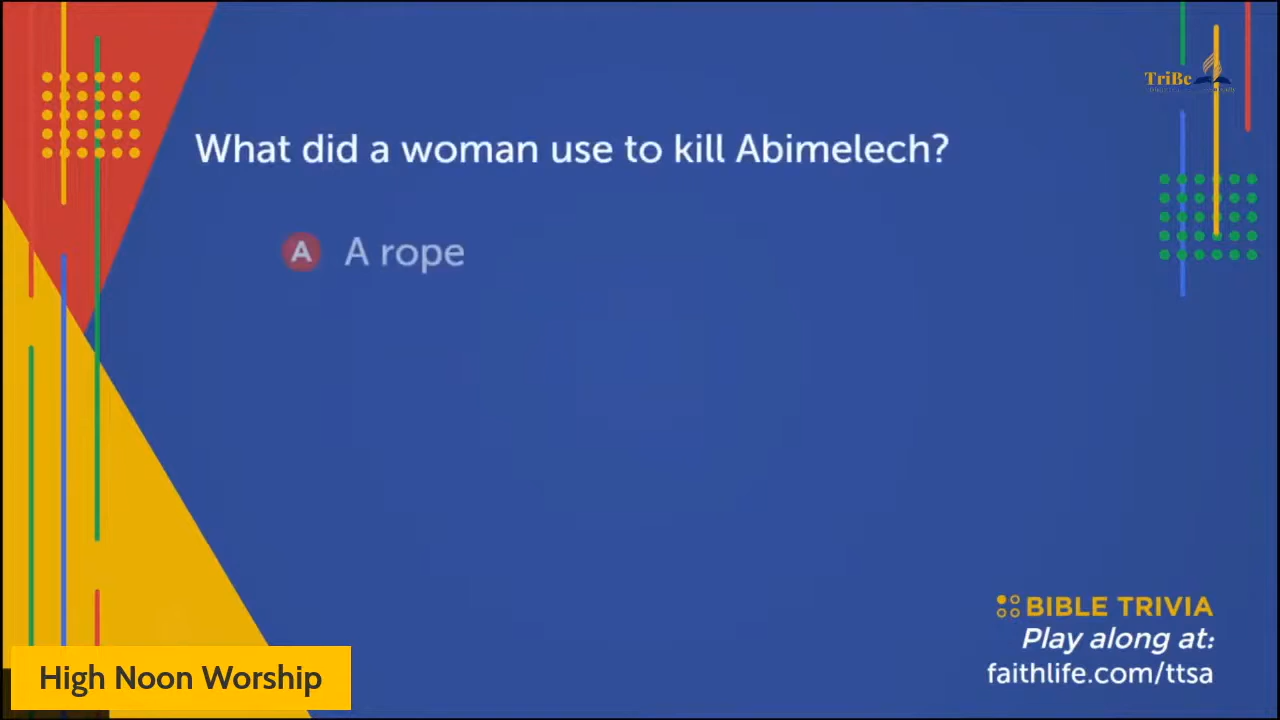 TriBe
What did a woman use to kill Abimelech?
A A rope
BIBLE TRIVIA
Play along at:
faithlife.com/ttsa
High Noon Worship